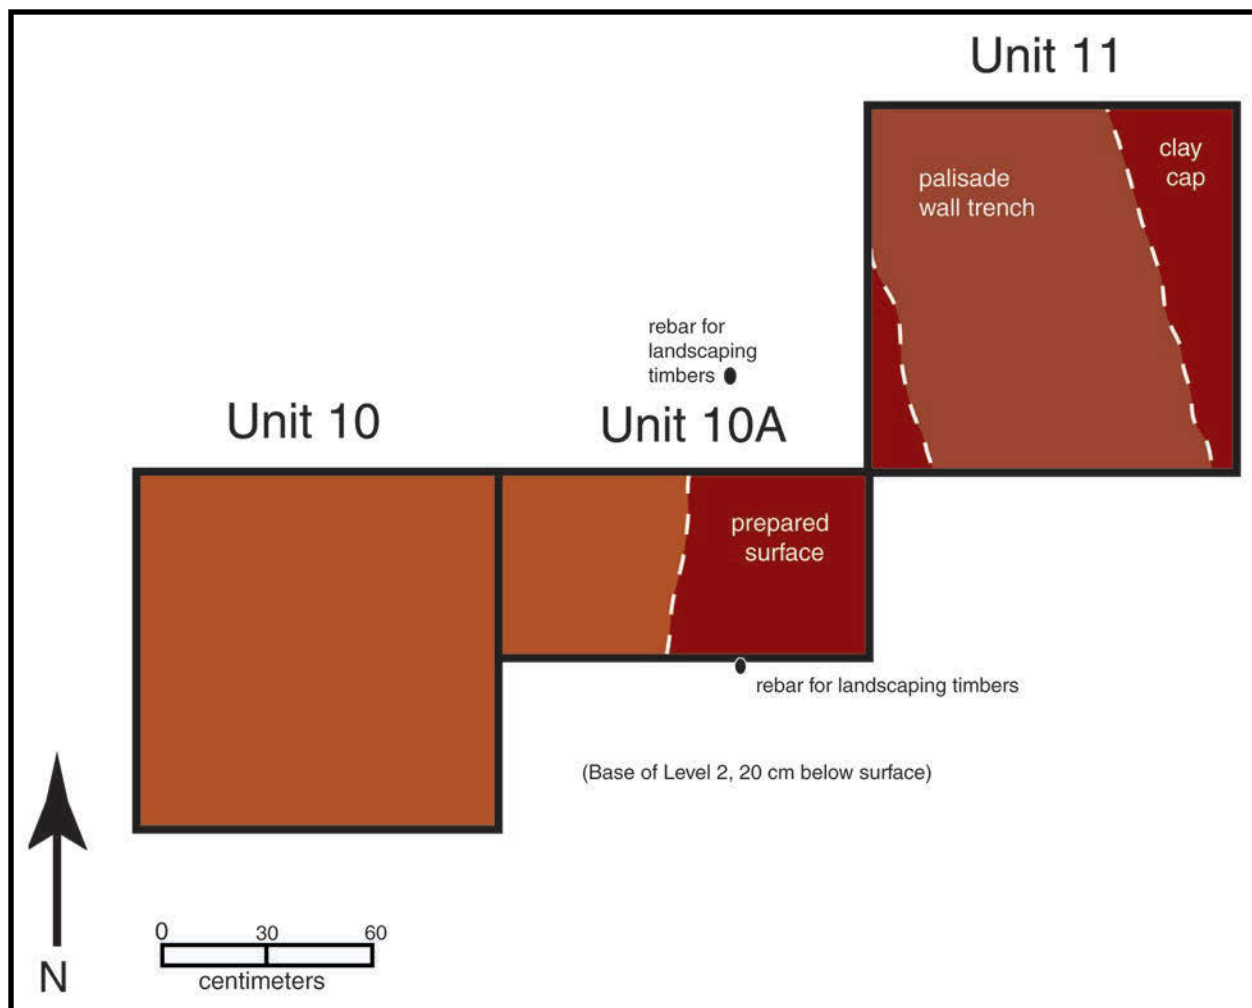 Unit 11
clay
cap
palisade
wall trench
rebar for
landscaping
timbers
Unit 10
Unit 10A
prepared
surface
rebar for landscaping timbers
(Base of Level 2, 20 cm below surface)
0 30 60
centimeters
N